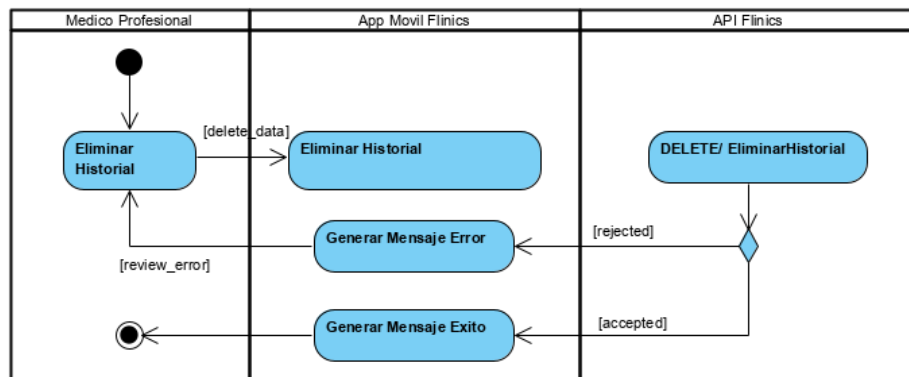 Medico Profesional
App Movil Flinics
API Flinics
[delete_data]
Eliminar
Historial
Eliminar Historial
DELETE/ EliminarHistorial
Generar Mensaje Error
[rejected]
[review_error]
Generar Mensaje Exito
[accepted]